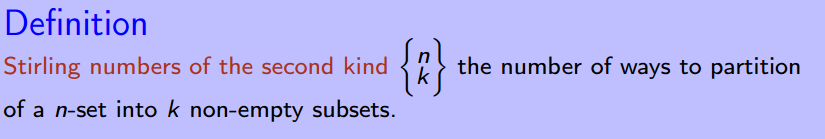 Definition
Stirling numbers of the second kind {n k} the number of ways to partition
of a n-set into k non-empty subsets.